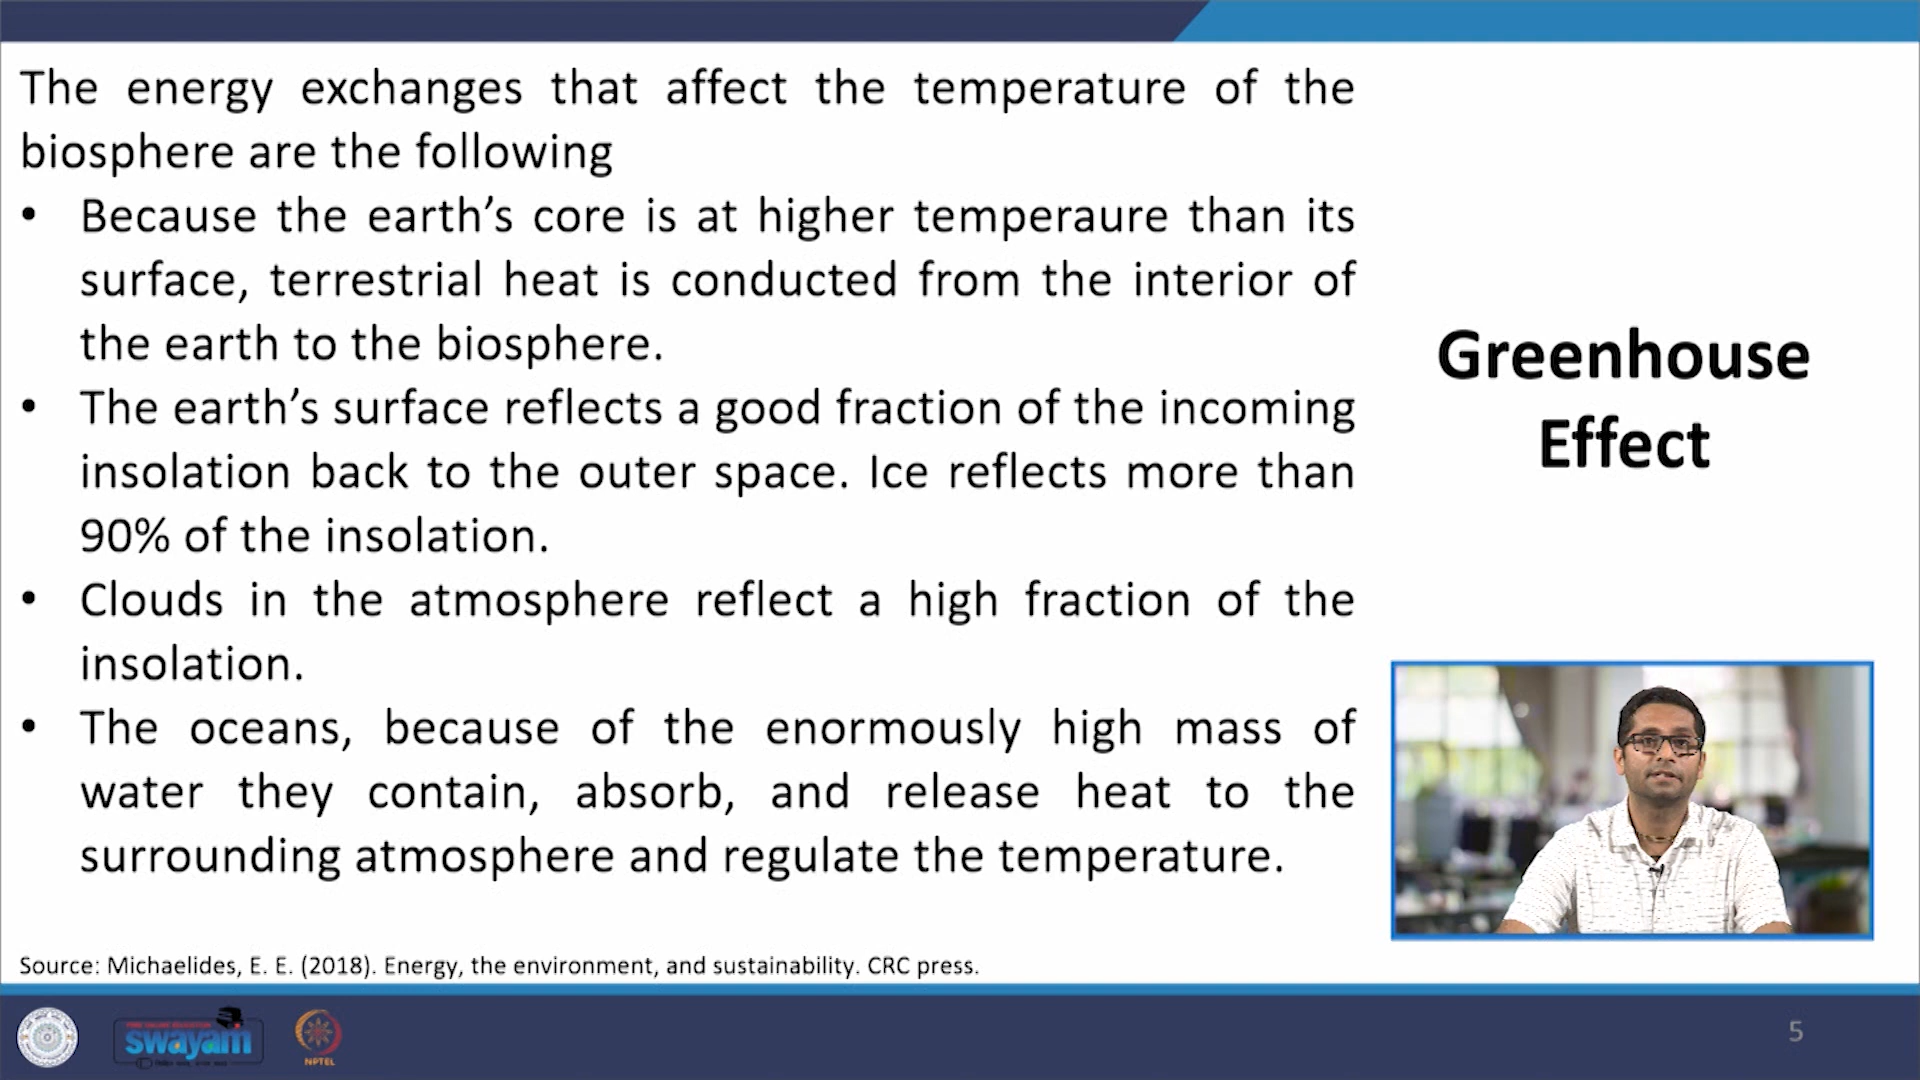 The energy exchanges that affect the temperature of the
biosphere are the following
• Because the earth’s core is at higher temperaure than its
surface, terrestrial heat is conducted from the interior of
the earth to the biosphere.
• The earth’s surface reflects a good fraction of the incoming
insolation back to the outer space. Ice reflects more than
90% of the insolation.
• Clouds in the atmosphere reflect a high fraction of the
insolation.
• The oceans, because of the enormously high mass of
water they contain, absorb, and release heat to the
surrounding atmosphere and regulate the temperature.
Greenhouse
Effect
Source: Michaelides, E. E. (2018). Energy, the environment, and sustainability. CRC press.
swayam
NPTEL
5